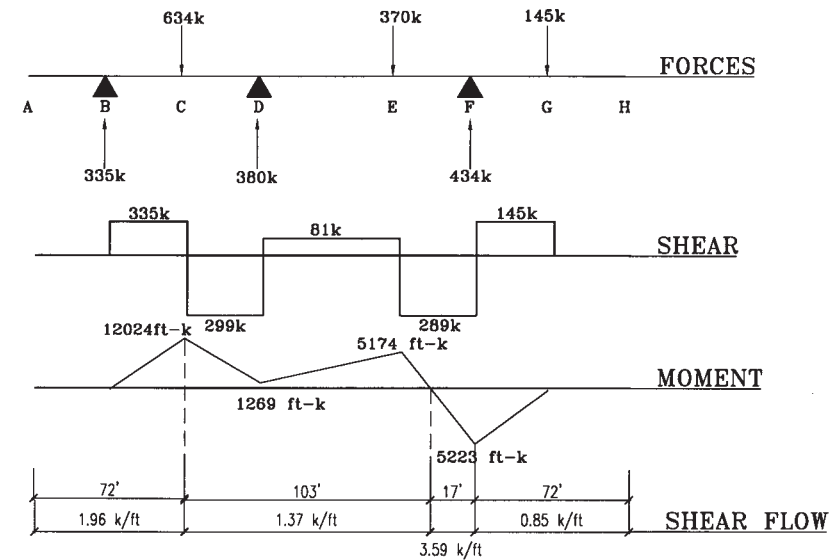 634k 370k 145k
FORCES
A B C D E F G H
335k 380k 434k
335k 145k
81k
SHEAR
299k 289k
12024ft-k
5174 ft-k
MOMENT
1269 ft-k
5223 ft-k
72' 103' 17' 72'
1.96 k/ft 1.37 k/ft 0.85 k/ft SHEAR FLOW
3.59 k/ft